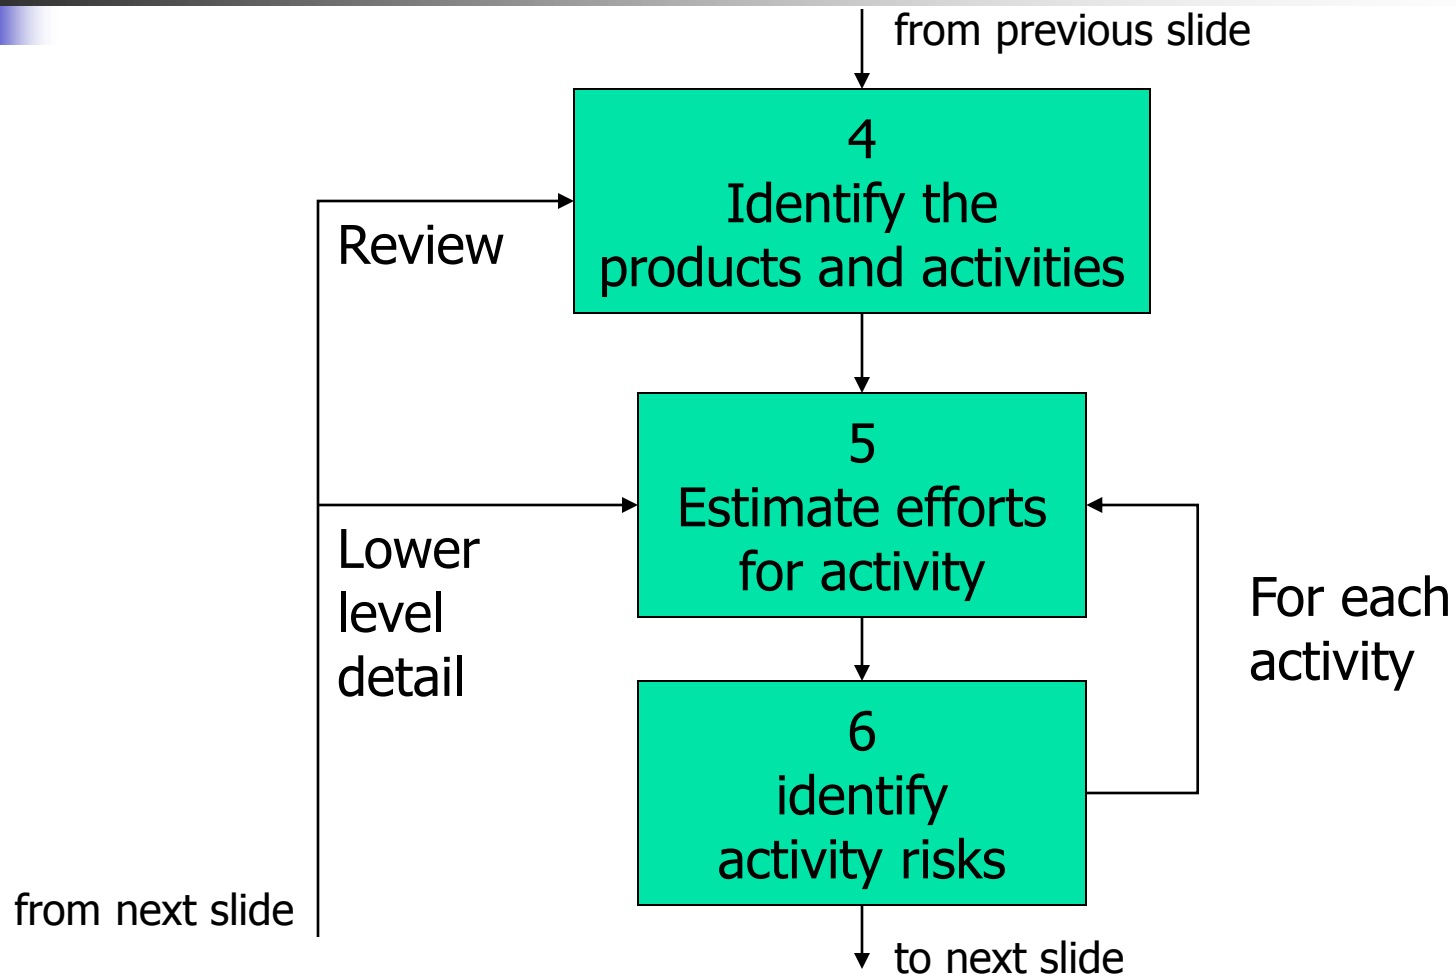 from previous slide
4
Identify the
products and activities
Review
5
Estimate efforts
for activity
Lower
level
detail
For each
activity
6
identify
activity risks
from next slide
to next slide